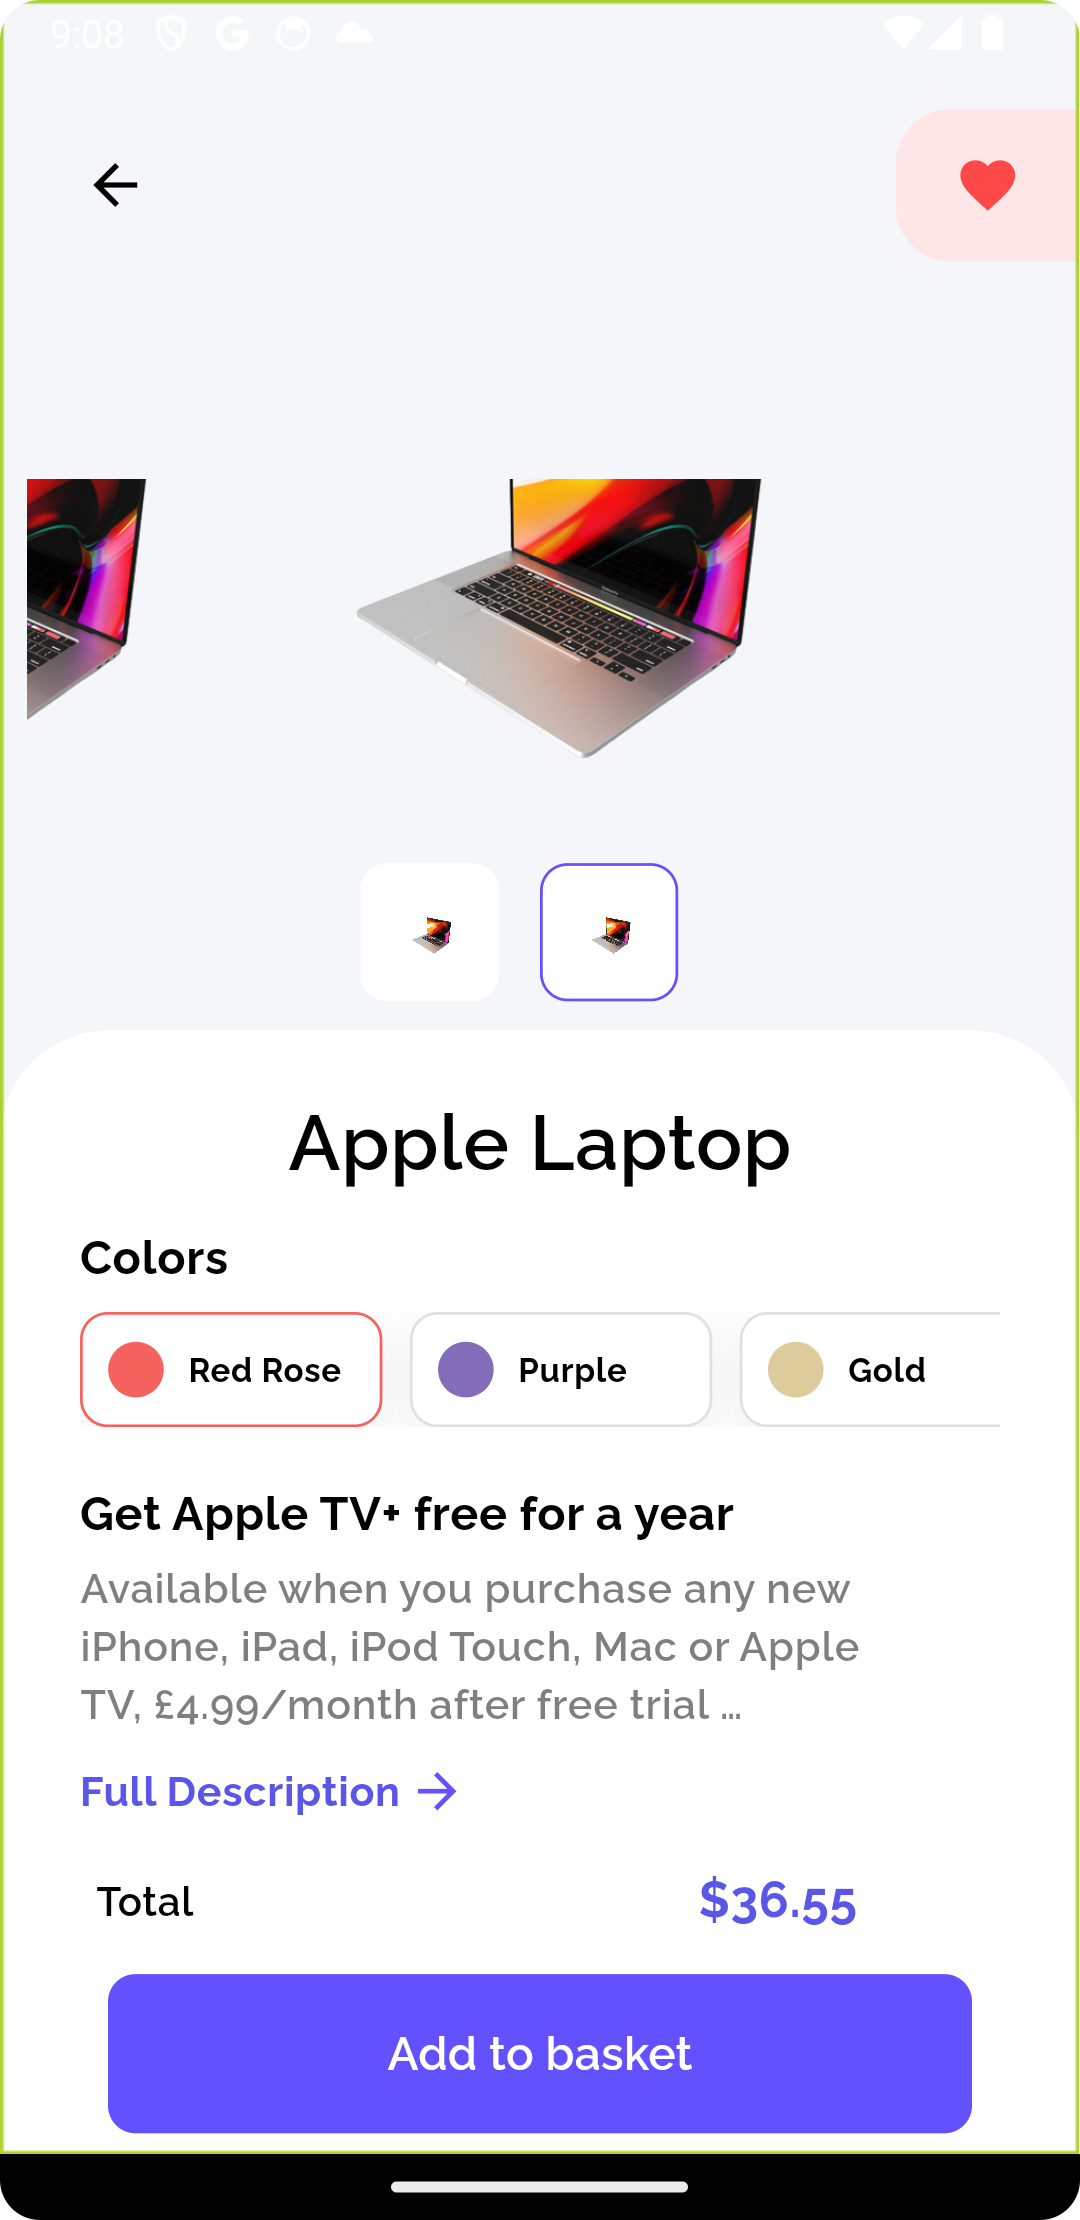 9:08
Apple Laptop
Colors
Red Rose
Purple
Gold
Get Apple TV+ free for a year
Available when you purchase any new
iPhone, iPad, iPod Touch, Mac or Apple
TV, £4.99/month after free trial ...
Full Description
Total
$36.55
Add to basket